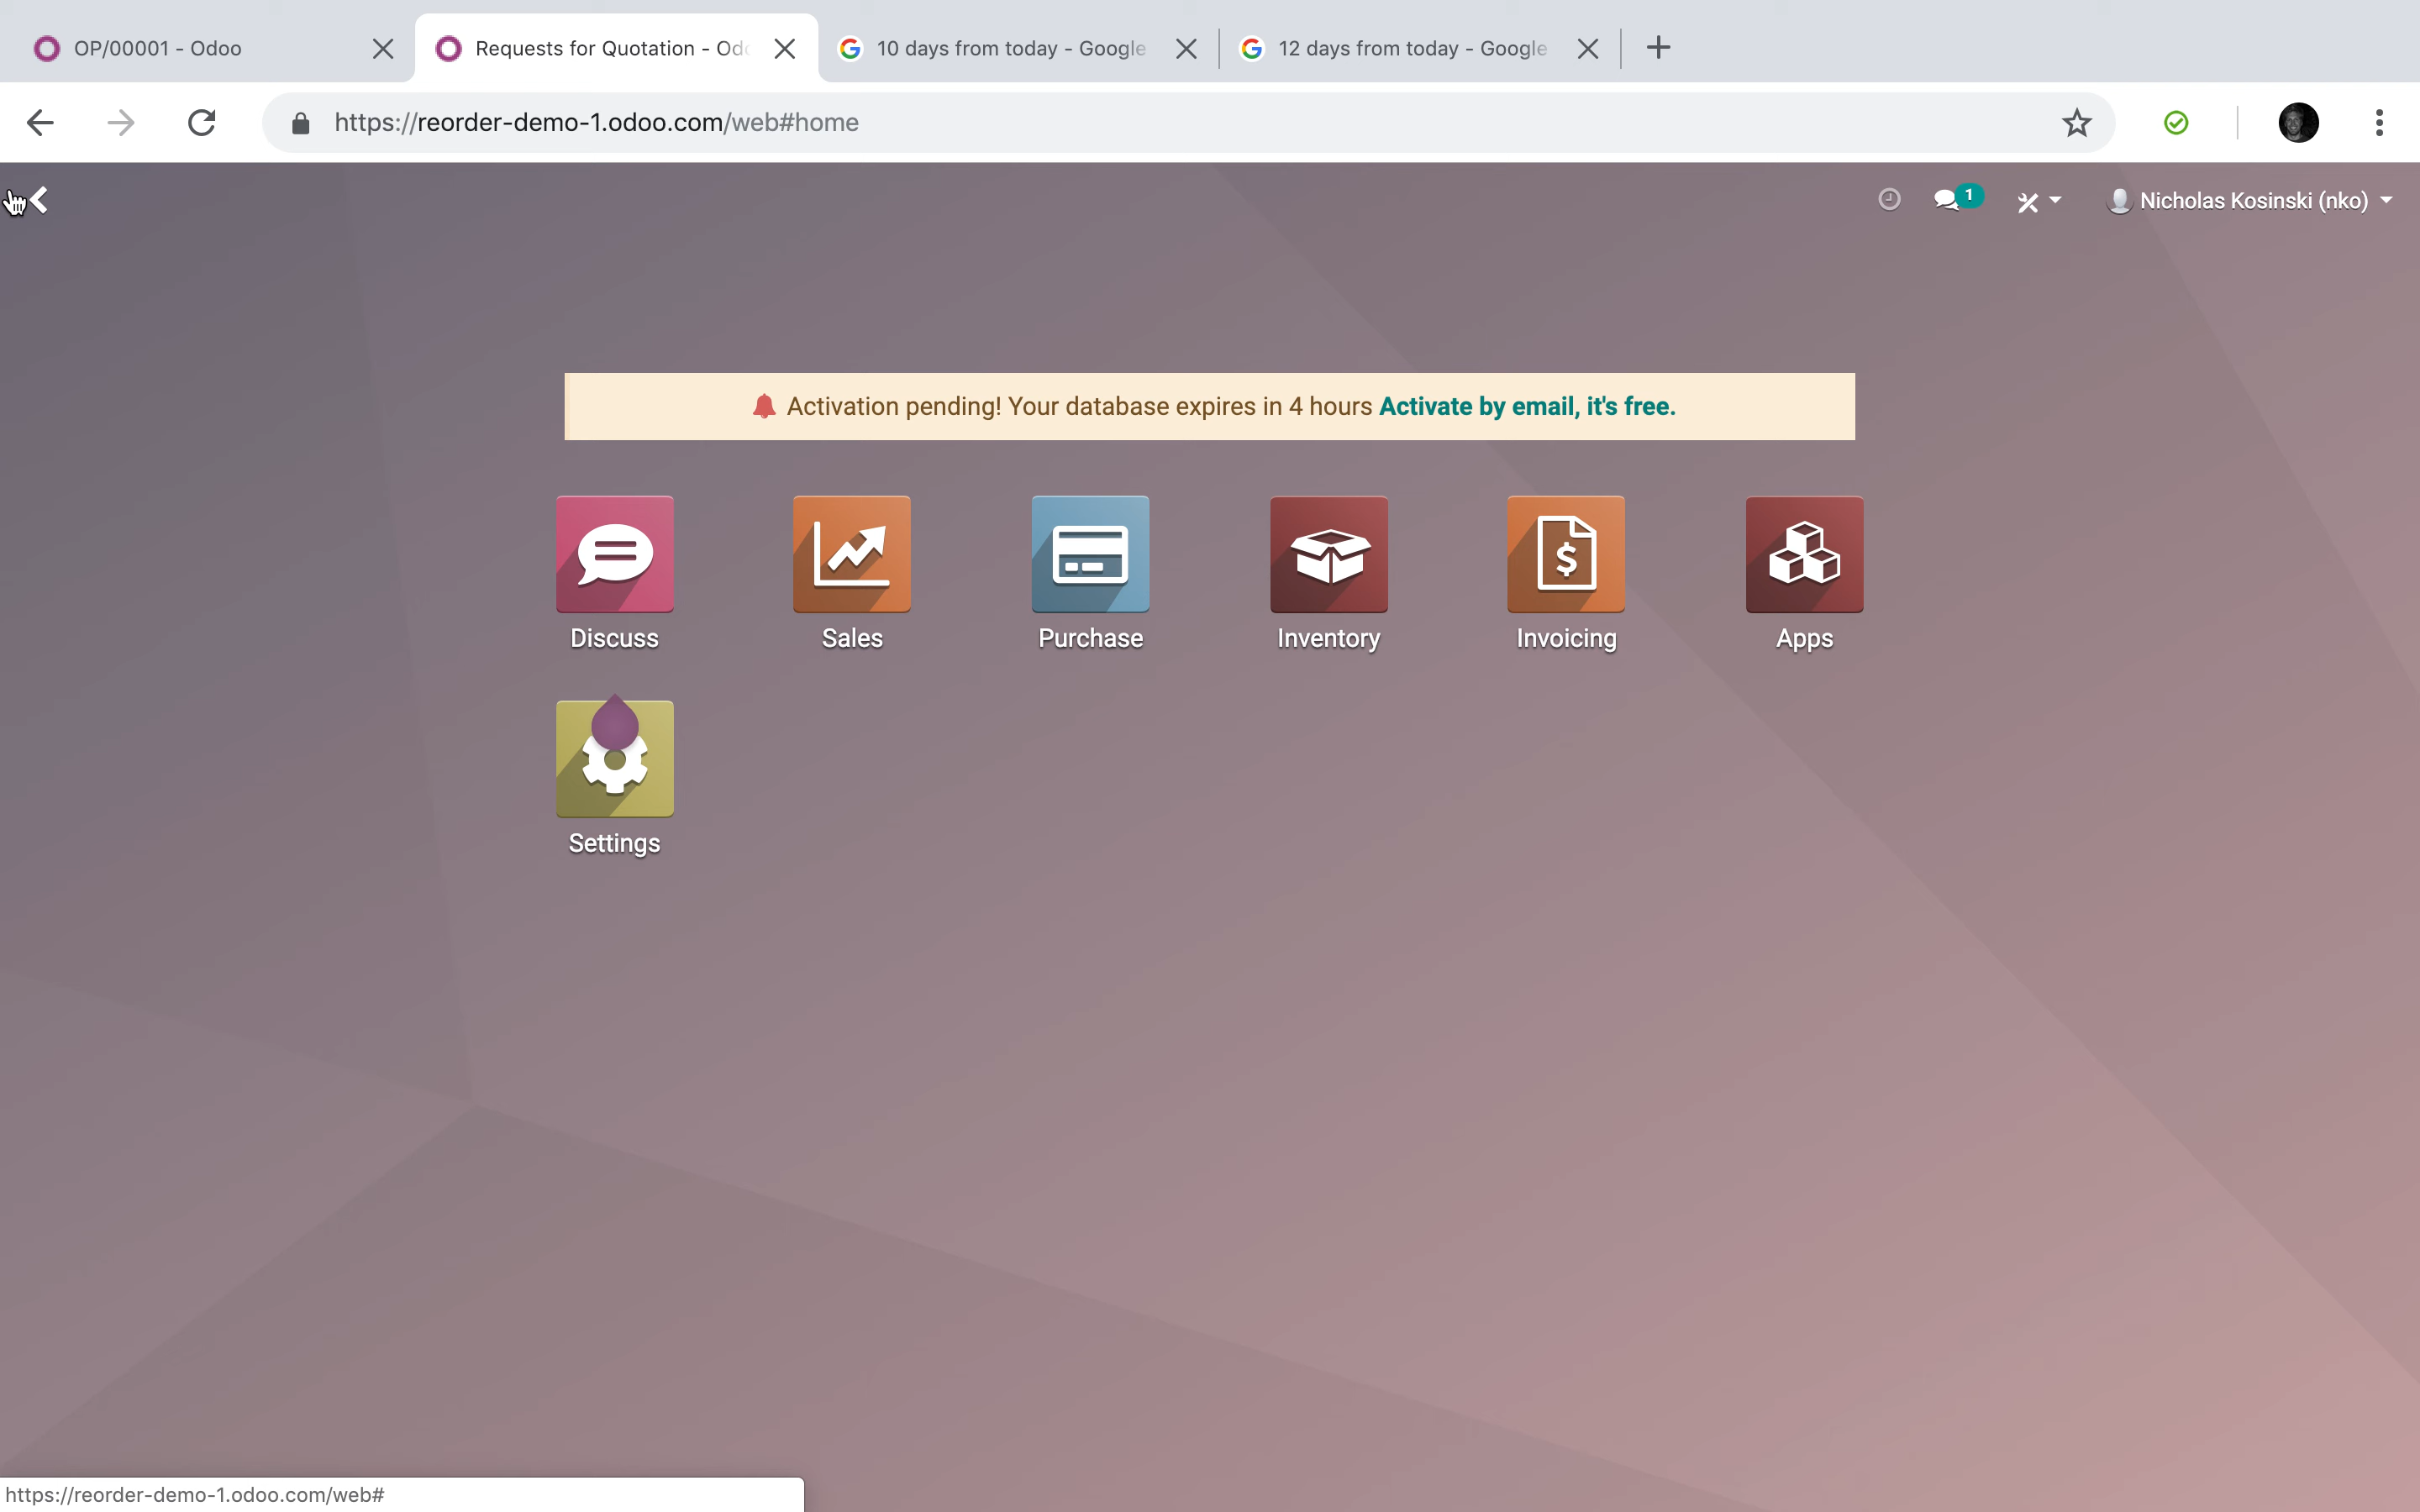 OP/00001 - Odoo
Requests for Quotation - Odo
10 days from today - Google
12 days from today - Google
https://reorder-demo-1.odoo.com/web#home
1
Nicholas Kosinski (nko)
Activation pending! Your database expires in 4 hours Activate by email, it's free.
Discuss
Sales
Purchase
Inventory
Invoicing
Apps
Settings
https://reorder-demo-1.odoo.com/web#